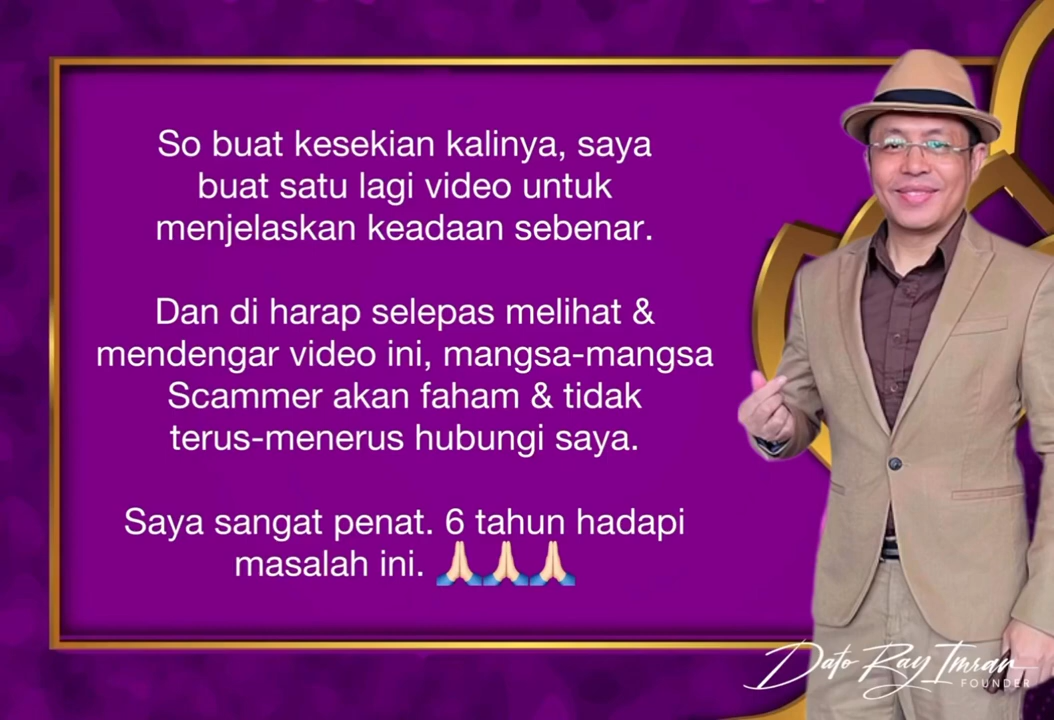 So buat kesekian kalinya, saya
buat satu lagi video untuk
menjelaskan keadaan sebenar.
Dan di harap selepas melihat &
mendengar video ini, mangsa-mangsa
Scammer akan faham & tidak
terus-menerus hubungi saya.
Saya sangat penat. 6 tahun hadapi
masalah ini. 🙏🏻🙏🏻🙏🏻
Dato Ray Imran
FOUNDER